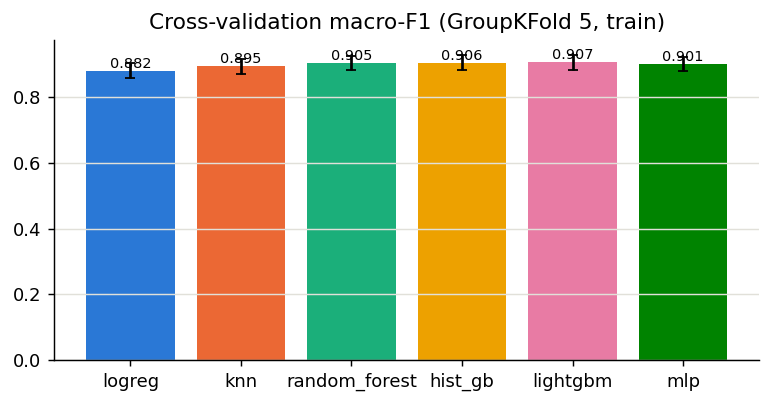 Cross-validation macro-F1 (GroupKFold 5, train)
0.882 0.895 0.905 0.906 0.907 0.901
0.8
0.6
0.4
0.2
0.0
logreg knn random_forest hist_gb lightgbm mlp